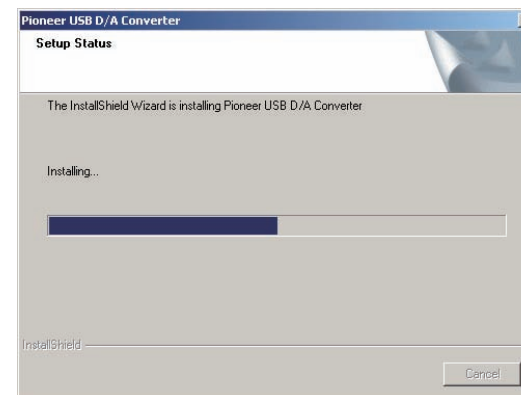 Pioneer USB D/A Converter
Setup Status
The InstallShield Wizard is installing Pioneer USB D/A Converter
Installing...
InstallShield
Cancel